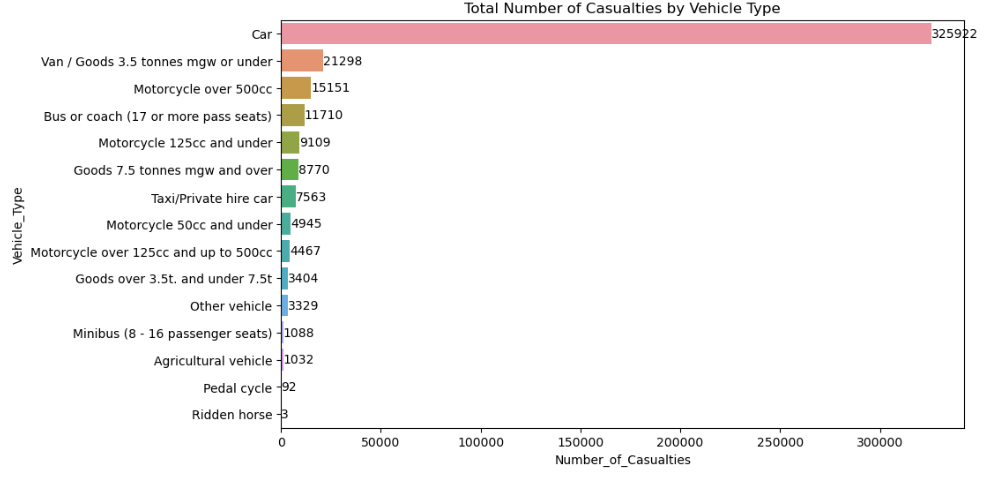 Total Number of Casualties by Vehicle Type
Vehicle_Type
Car 325922
Van / Goods 3.5 tonnes mgw or under 21298
Motorcycle over 500cc 15151
Bus or coach (17 or more pass seats) 11710
Motorcycle 125cc and under 9109
Goods 7.5 tonnes mgw and over 8770
Taxi/Private hire car 7563
Motorcycle 50cc and under 4945
Motorcycle over 125cc and up to 500cc 4467
Goods over 3.5t. and under 7.5t 3404
Other vehicle 3329
Minibus (8 - 16 passenger seats) 1088
Agricultural vehicle 1032
Pedal cycle 92
Ridden horse 3
0 50000 100000 150000 200000 250000 300000
Number_of_Casualties